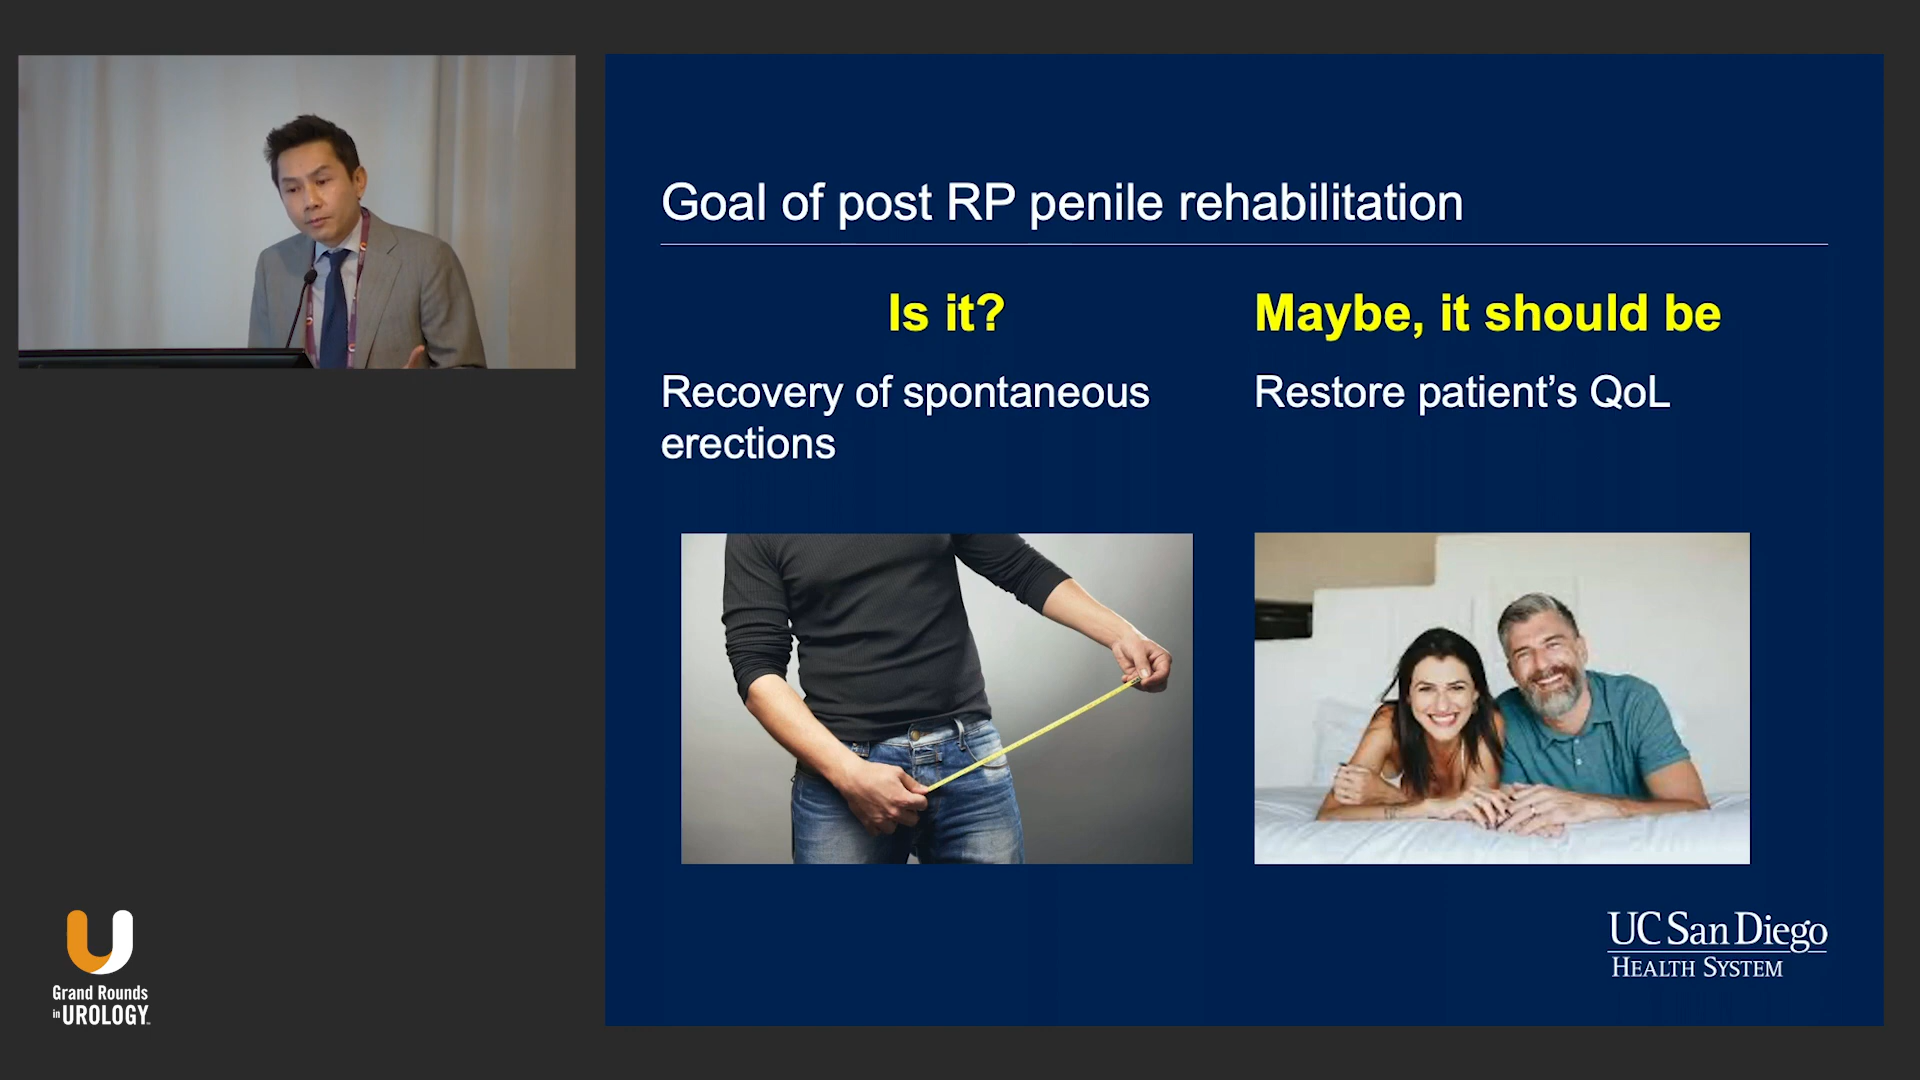 Goal of post RP penile rehabilitation
Is it?
Recovery of spontaneous
erections
Maybe, it should be
Restore patient’s QoL
UC San Diego
HEALTH SYSTEM
Grand Rounds
in UROLOGY